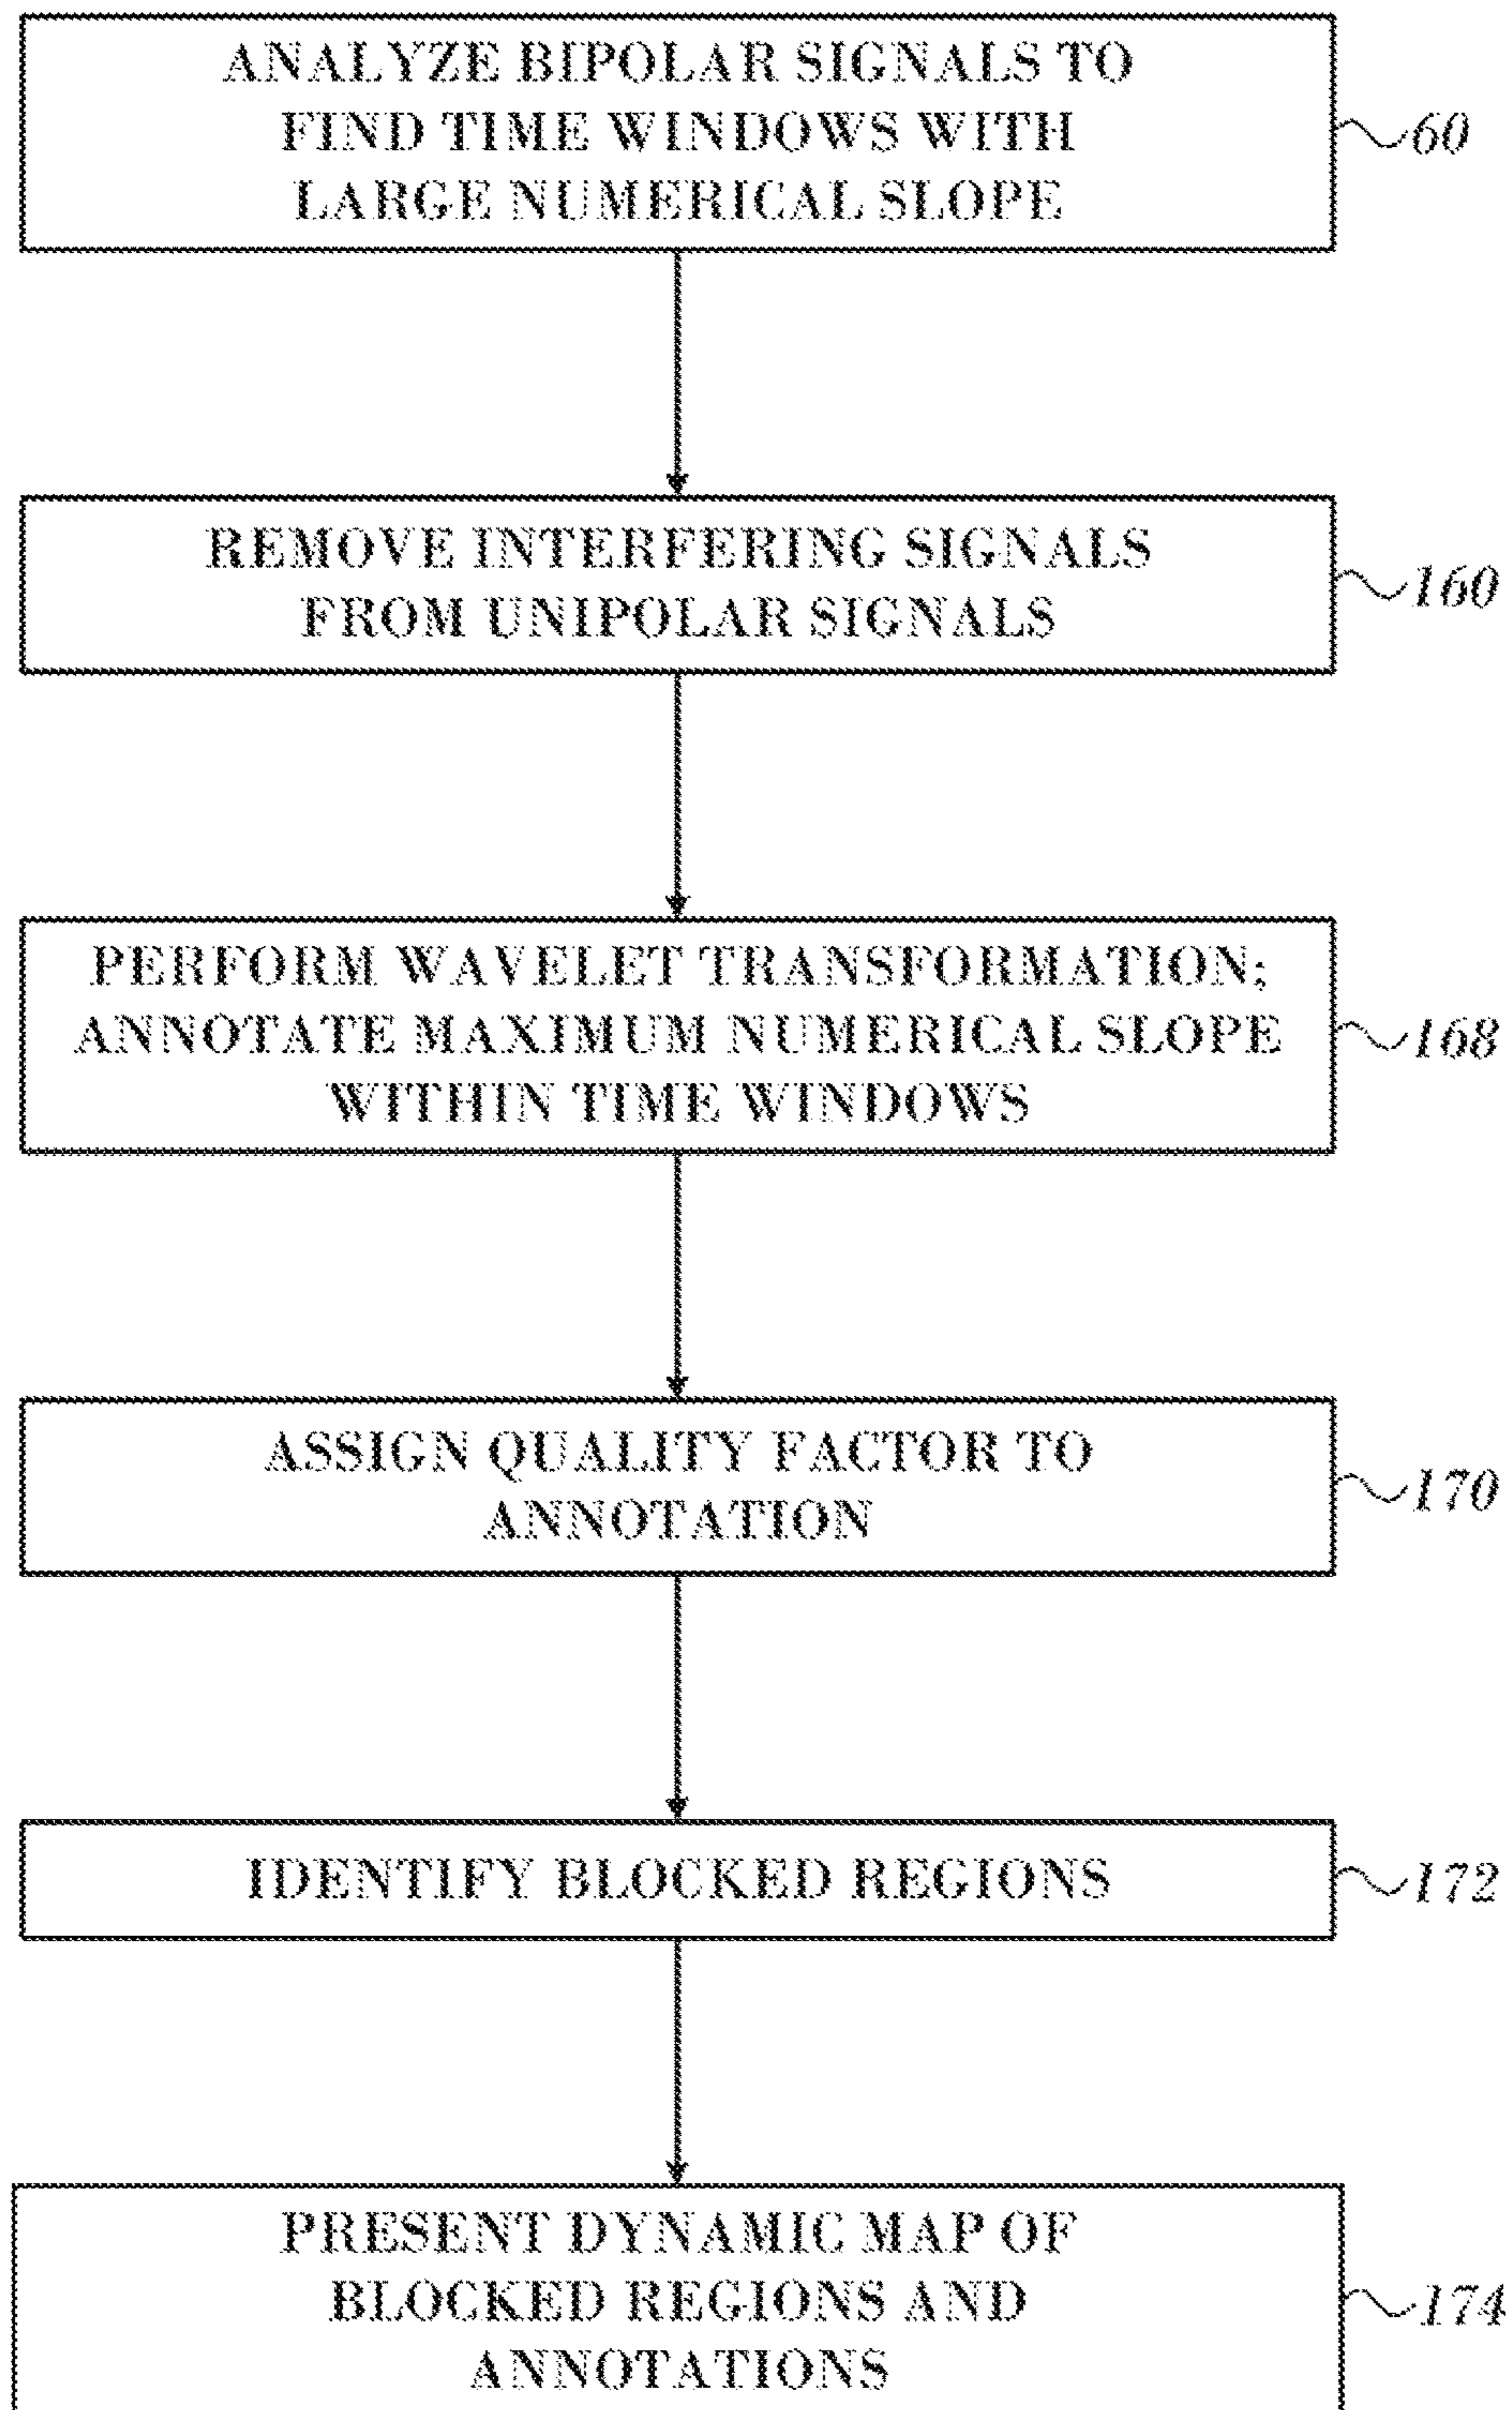 ANALYZE BIPOLAR SIGNALS TO
FIND TIME WINDOWS WITH
LARGE NUMERICAL SLOPE
60
REMOVE INTERFERING SIGNALS
FROM UNIPOLAR SIGNALS
160
PERFORM WAVELET TRANSFORMATION;
ANNOTATE MAXIMUM NUMERICAL SLOPE
WITHIN TIME WINDOWS
168
ASSIGN QUALITY FACTOR TO
ANNOTATION
170
IDENTIFY BLOCKED REGIONS
172
PRESENT DYNAMIC MAP OF
BLOCKED REGIONS AND
ANNOTATIONS
174